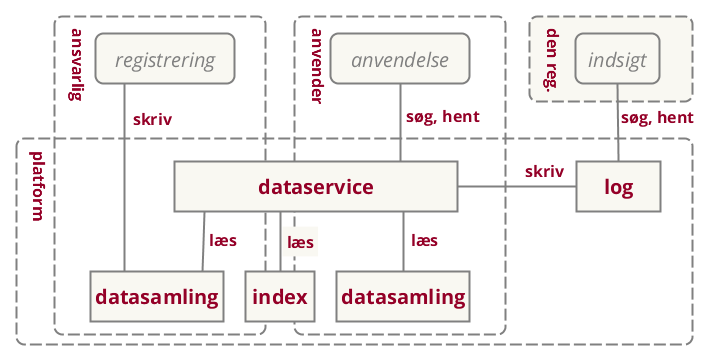 ansvarlig
registrering
anvender
anvendelse
den reg.
indsigt
skriv
søg, hent
søg, hent
platform
dataservice
skriv
log
læs
læs
læs
datasamling
index
datasamling